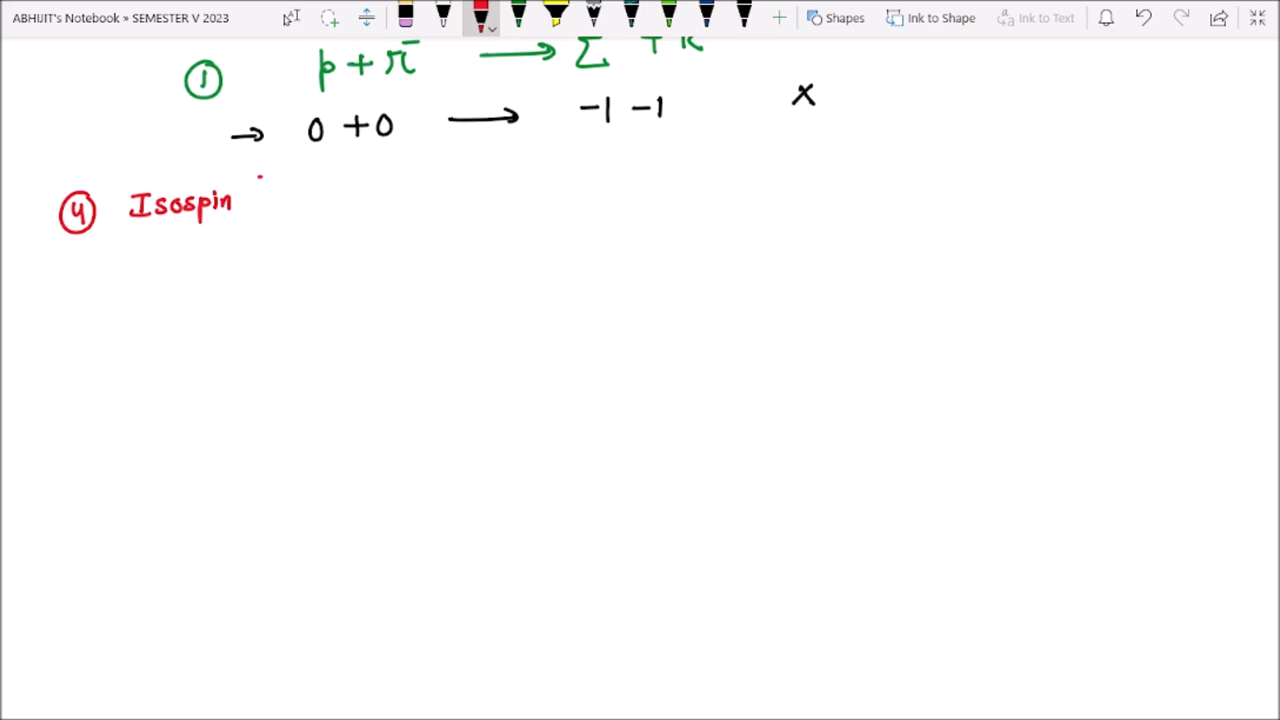 ABHIJIT's Notebook » SEMESTER V 2023
Shapes
Ink to Shape
Ink to Text
① p + π⁻ → Σ + K
→ 0 + 0 → -1 -1 ×
④ Isospin